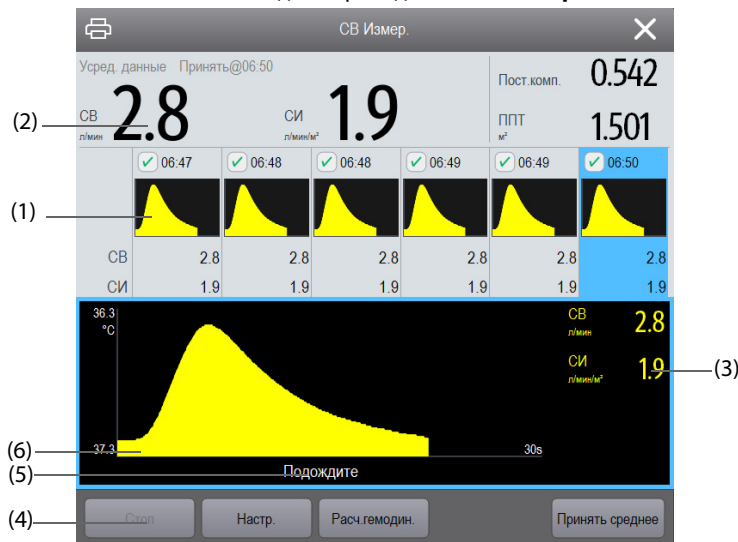 СВ Измер.
Усред. данные Принять@06:50
СВ
л/мин
2.8
СИ
л/мин/м²
1.9
Пост.комп.
0.542
ППТ
м²
1.501
06:47 06:48 06:48 06:49 06:49 06:50
СВ 2.8 2.8 2.8 2.8 2.8 2.8
СИ 1.9 1.9 1.9 1.9 1.9 1.9
36.3
°C
37.3
30s
СВ
л/мин
2.8
СИ
л/мин/м²
1.9
Подождите
Стоп
Настр.
Расч.гемодин.
Принять среднее
(2)
(1)
(3)
(6)
(5)
(4)